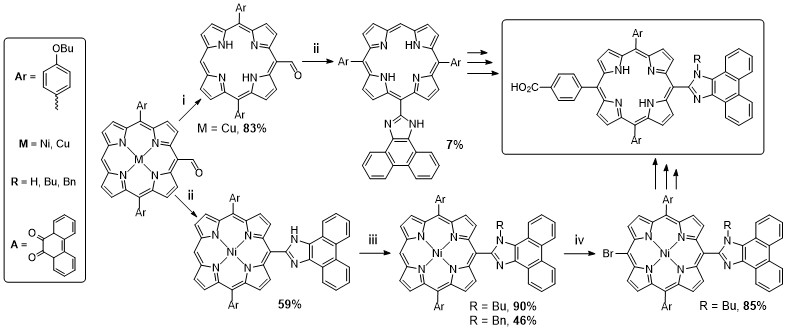 OBu
Ar =
M = Ni, Cu
R = H, Bu, Bn
A =
O
O
Ar
N
N
M
N
N
O
Ar
i
ii
Ar
NH
N
N
HN
O
Ar
M = Cu, 83%
ii
NH
N
Ar
Ar
N
HN
N
NH
7%
Ar
R
NH
N
N
HO₂C
N
HN
N
Ar
Ar
N
N
H
N
Ni
N
N
N
Ar
59%
iii
Ar
N
N
R
N
Ni
N
N
N
Ar
R = Bu, 90%
R = Bn, 46%
iv
Ar
N
N
R
N
Br
Ni
N
N
N
Ar
R = Bu, 85%